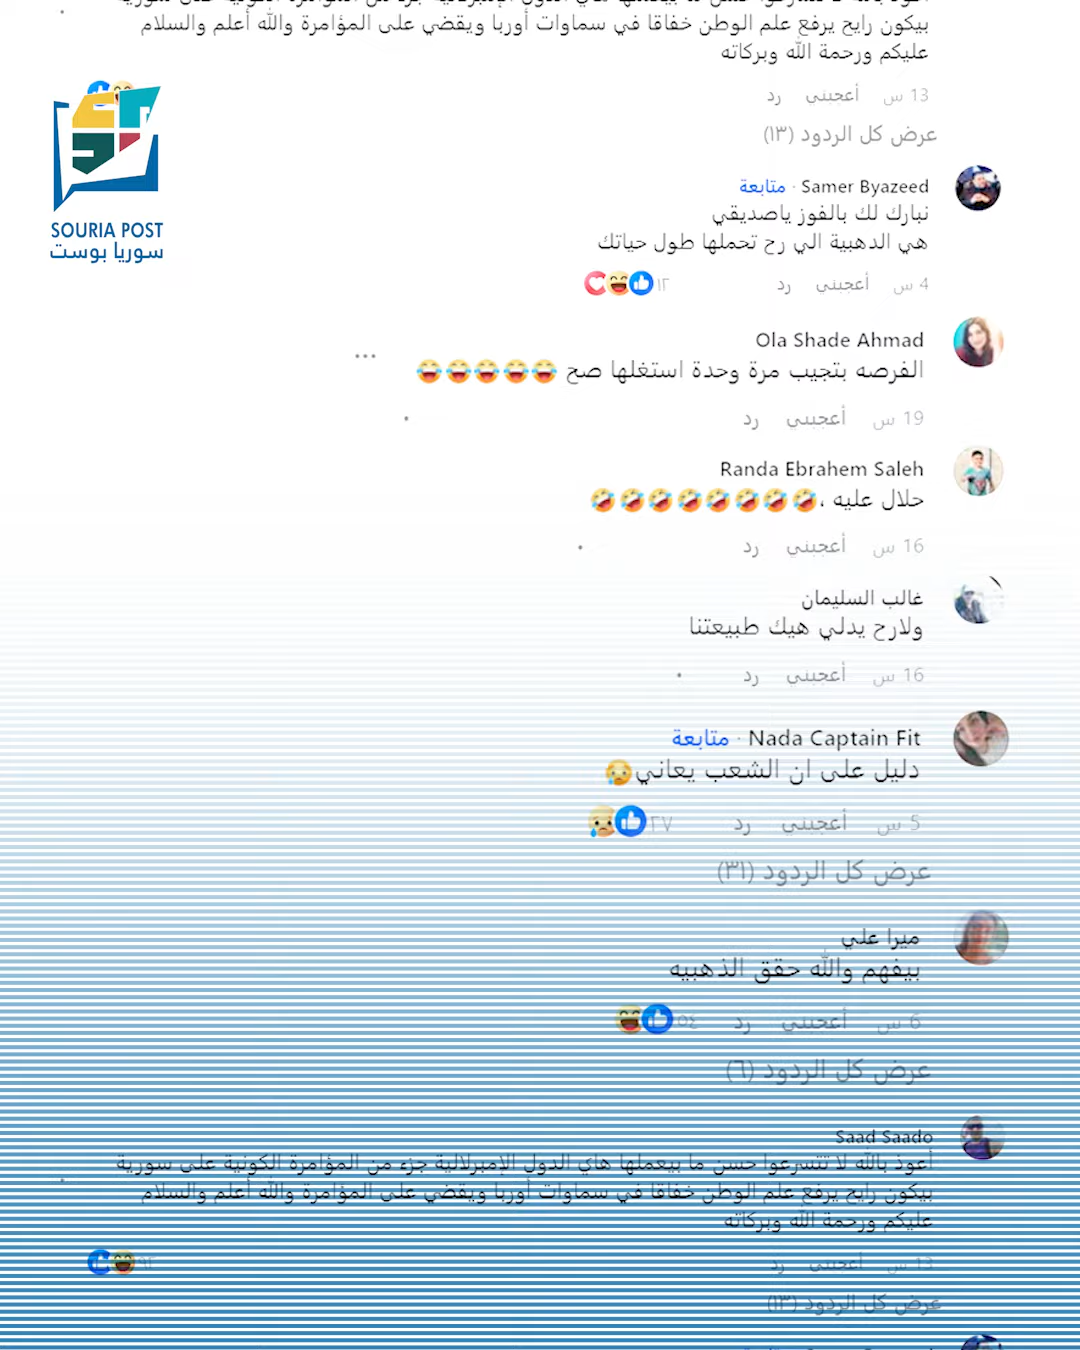 بيكون رايح يرفع علم الوطن خفاقا في سماوات أوربا ويقضي على المؤامرة والله أعلم والسلام
عليكم ورحمة الله وبركاته
13 س أعجبني رد
عرض كل الردود (١٣)
SOURIA POST
سوريا بوست
Samer Byazeed · متابعة
نبارك لك بالفوز ياصديقي
هي الدهبية الي رح تحملها طول حياتك
4 س أعجبني رد ١٢
Ola Shade Ahmad
الفرصه بتجيب مرة وحدة استغلها صح 😂😂😂😂😂
19 س أعجبني رد
Randa Ebrahem Saleh
حلال عليه ،🤣🤣🤣🤣🤣🤣🤣🤣
16 س أعجبني رد
غالب السليمان
ولارح يدلي هيك طبيعتنا
16 س أعجبني رد
Nada Captain Fit · متابعة
دليل على ان الشعب يعاني😥
5 س أعجبني رد ٢٧
عرض كل الردود (٣١)
ميرا علي
بيفهم والله حقق الذهبيه
6 س أعجبني رد ٥٤
عرض كل الردود (٦)
Saad Saado
أعوذ بالله لا تتسرعوا حسن ما بيعملها هاي الدول الإمبرلالية جزء من المؤامرة الكونية على سورية
بيكون رايح يرفع علم الوطن خفاقا في سماوات أوربا ويقضي على المؤامرة والله أعلم والسلام
عليكم ورحمة الله وبركاته
13 س أعجبني رد
عرض كل الردود (١٣)